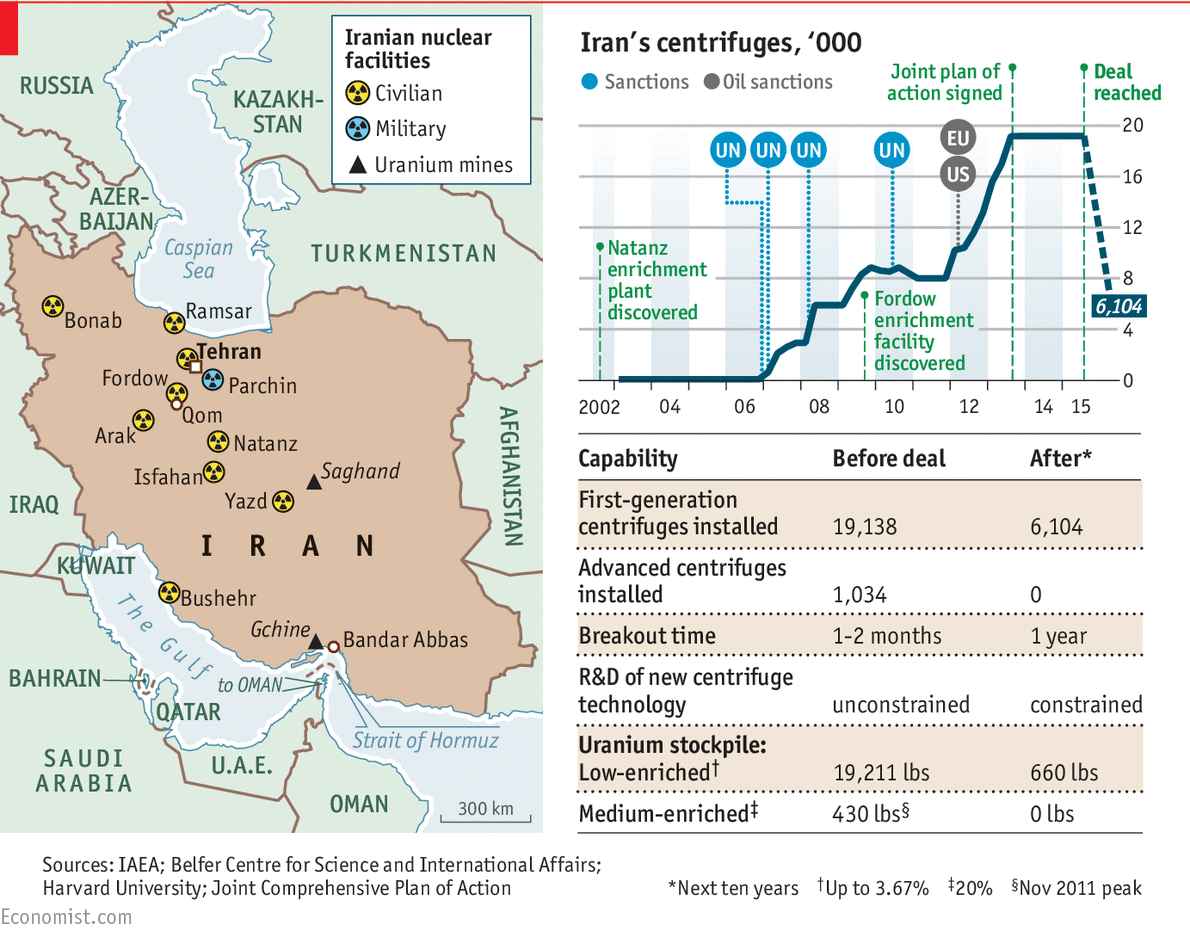 RUSSIA
KAZAKH-
STAN
AZER-
BAIJAN
Caspian
Sea
TURKMENISTAN
Iranian nuclear
facilities
Civilian
Military
Uranium mines
Bonab
Ramsar
Tehran
Fordow
Parchin
Qom
Arak
Natanz
Isfahan
Saghand
Yazd
AFGHANISTAN
IRAQ
IRAN
KUWAIT
Bushehr
The Gulf
Gchine
Bandar Abbas
BAHRAIN
to OMAN
QATAR
Strait of Hormuz
SAUDI
ARABIA
U.A.E.
OMAN
300 km
Iran's centrifuges, ‘000
Sanctions
Oil sanctions
Joint plan of
action signed
Deal
reached
UN
UN
UN
UN
EU
US
Natanz
enrichment
plant
discovered
Fordow
enrichment
facility
discovered
20
16
12
8
6,104
4
0
2002 04 06 08 10 12 14 15
Capability Before deal After*
First-generation
centrifuges installed 19,138 6,104
Advanced centrifuges
installed 1,034 0
Breakout time 1-2 months 1 year
R&D of new centrifuge
technology unconstrained constrained
Uranium stockpile:
Low-enriched† 19,211 lbs 660 lbs
Medium-enriched‡ 430 lbs§ 0 lbs
Sources: IAEA; Belfer Centre for Science and International Affairs;
Harvard University; Joint Comprehensive Plan of Action
*Next ten years †Up to 3.67% ‡20% §Nov 2011 peak
Economist.com